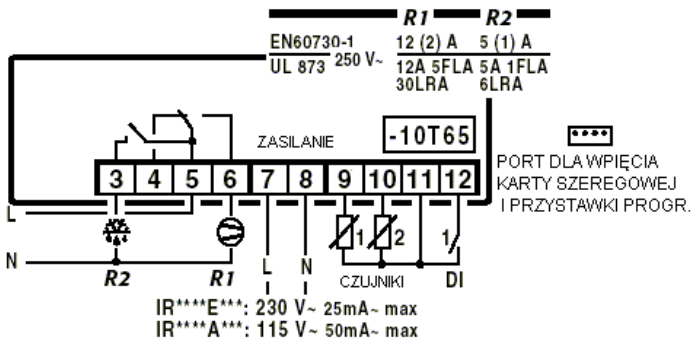 R1 R2
EN60730-1 12 (2) A 5 (1) A
UL 873 250 V~ 12A 5FLA 5A 1FLA
30LRA 6LRA
ZASILANIE -10T65
3 4 5 6 7 8 9 10 11 12
PORT DLA WPIĘCIA
KARTY SZEREGOWEJ
I PRZYSTAWKI PROGR.
L
1 2 1
N R2 R1 L N CZUJNIKI DI
IR****E***: 230 V~ 25mA~ max
IR****A***: 115 V~ 50mA~ max